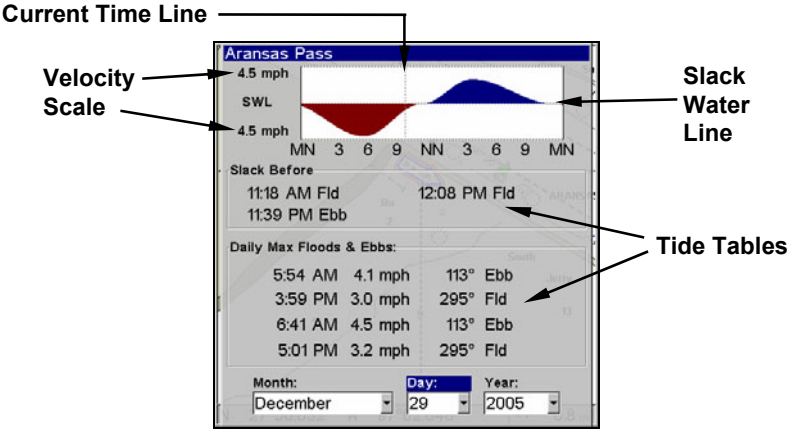 Current Time Line
Aransas Pass
Velocity Scale
4.5 mph
SWL
4.5 mph
MN 3 6 9 NN 3 6 9 MN
Slack Water Line
Slack Before
11:18 AM Fld 12:08 PM Fld
11:39 PM Ebb
Tide Tables
Daily Max Floods & Ebbs:
5:54 AM 4.1 mph 113° Ebb
3:59 PM 3.0 mph 295° Fld
6:41 AM 4.5 mph 113° Ebb
5:01 PM 3.2 mph 295° Fld
South
Month: Day: Year:
December 29 2005